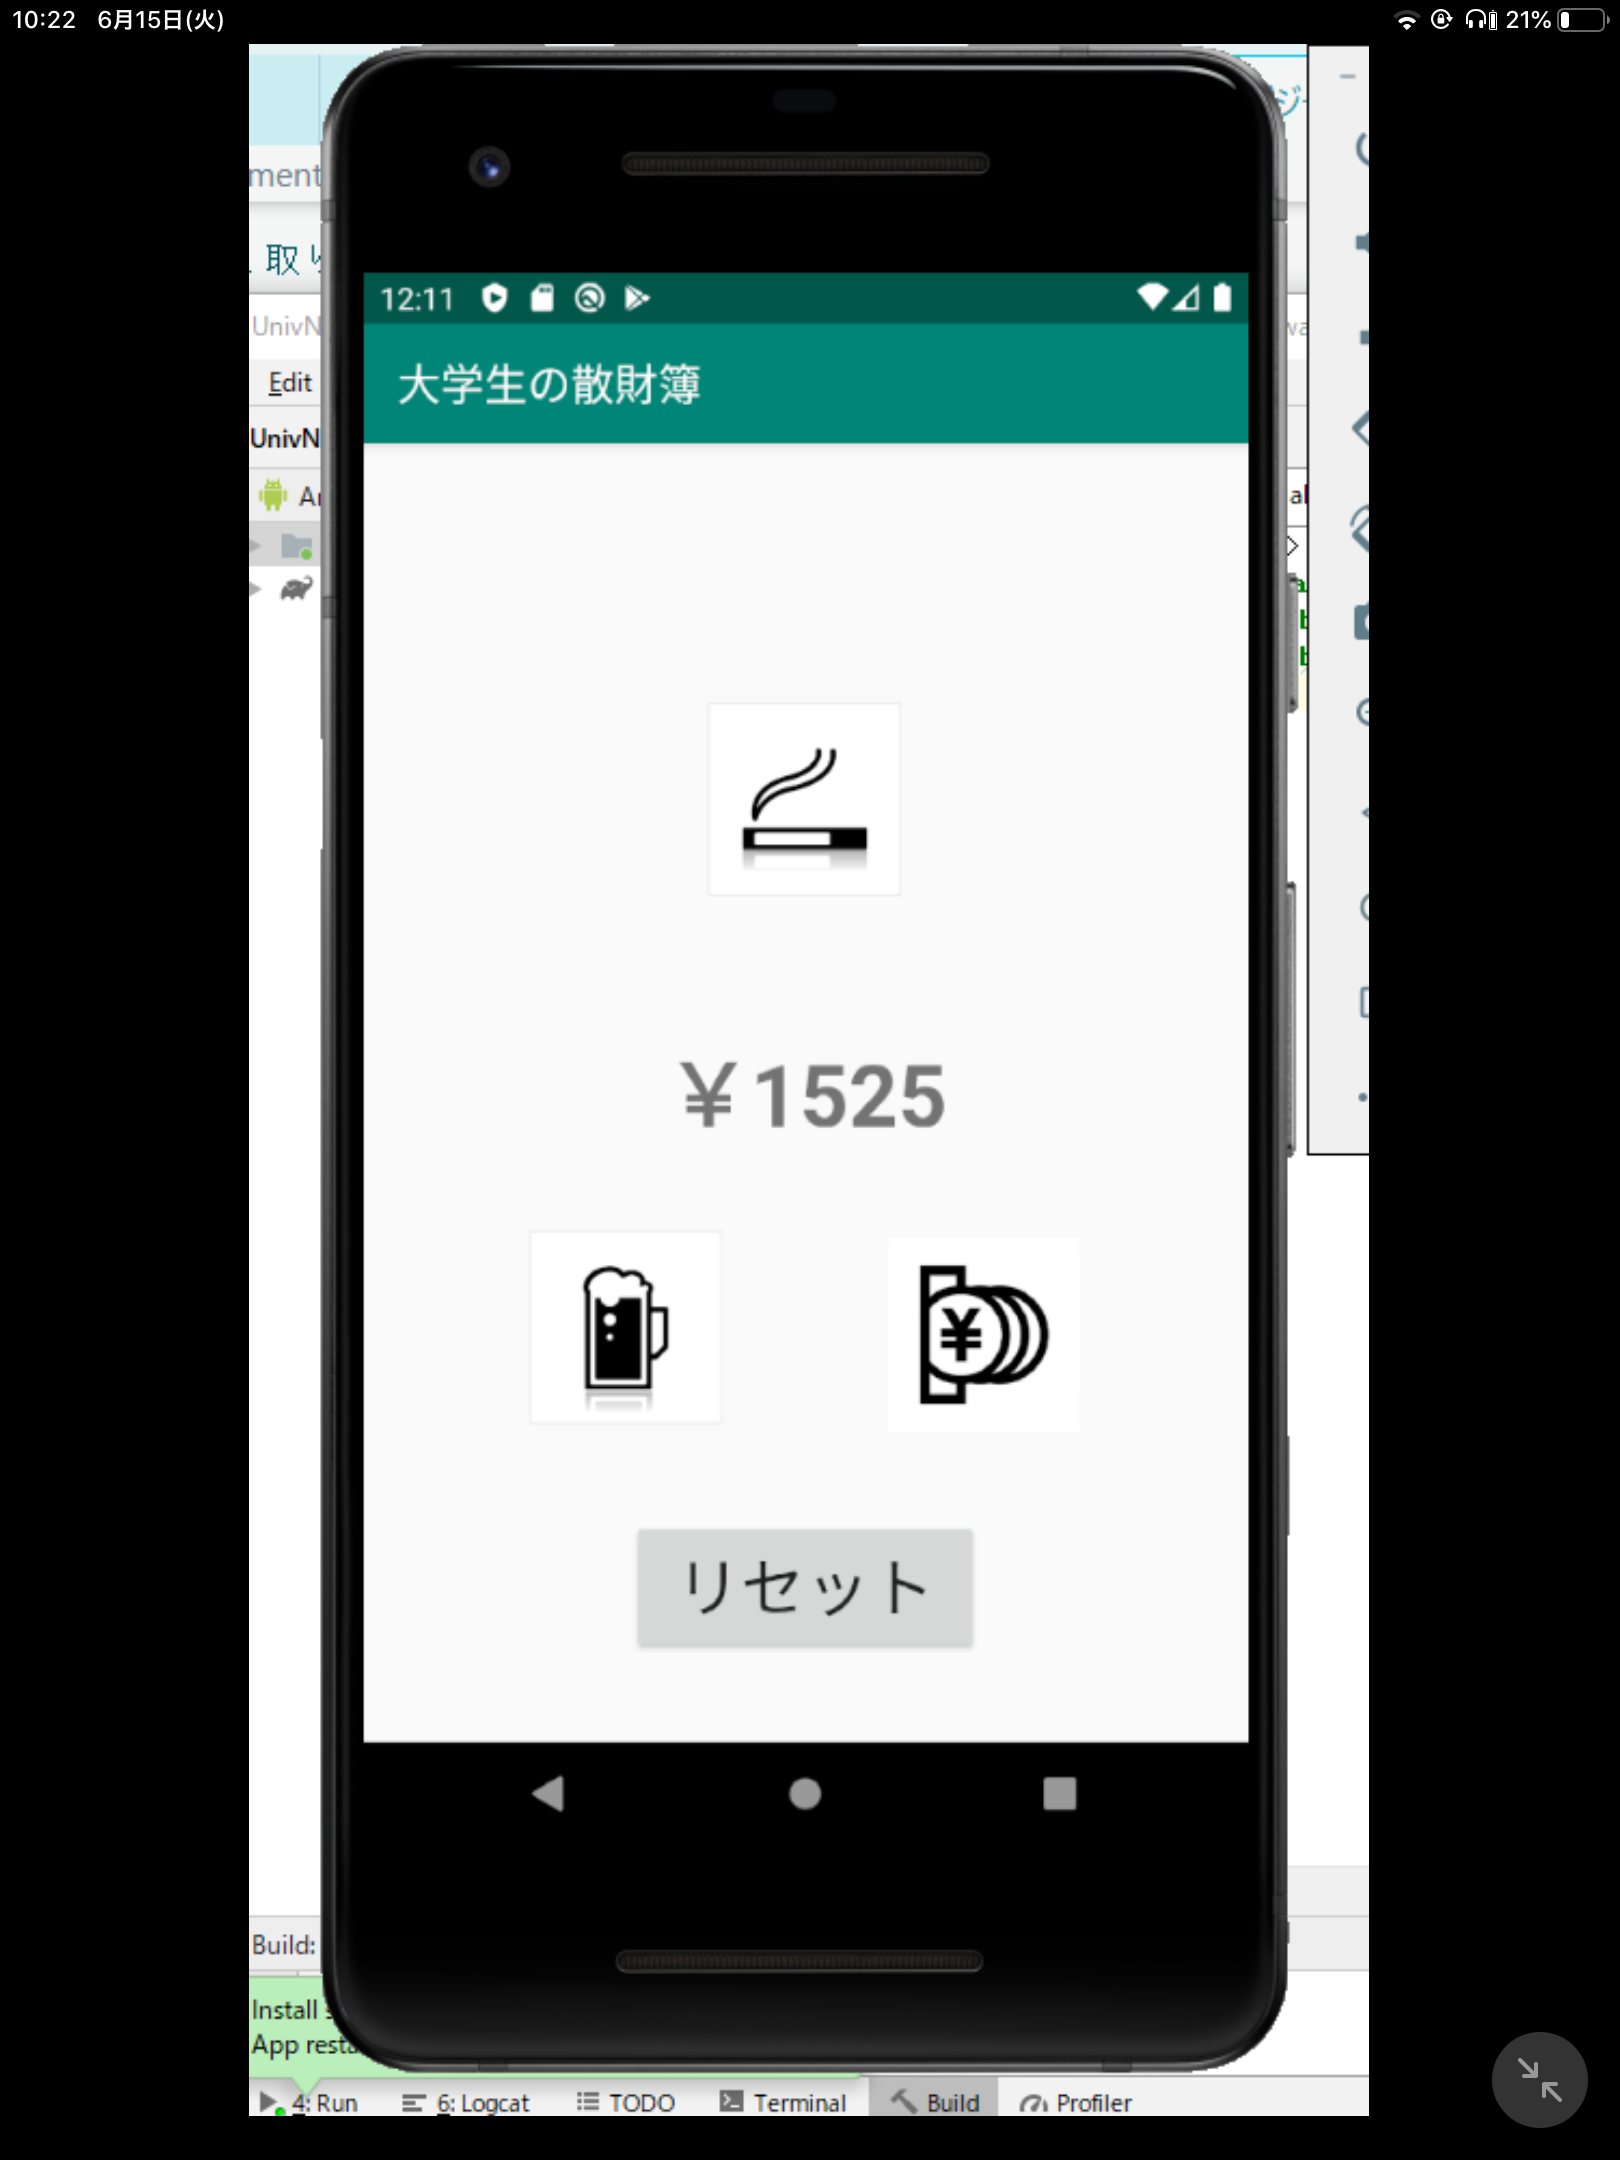 10:22 6月15日(火) 21%
ment
取り
UnivN
Edit
UnivN
12:11
大学生の散財簿
¥1525
¥
リセット
Build:
Install
App resta
4: Run 6: Logcat TODO Terminal Build Profiler